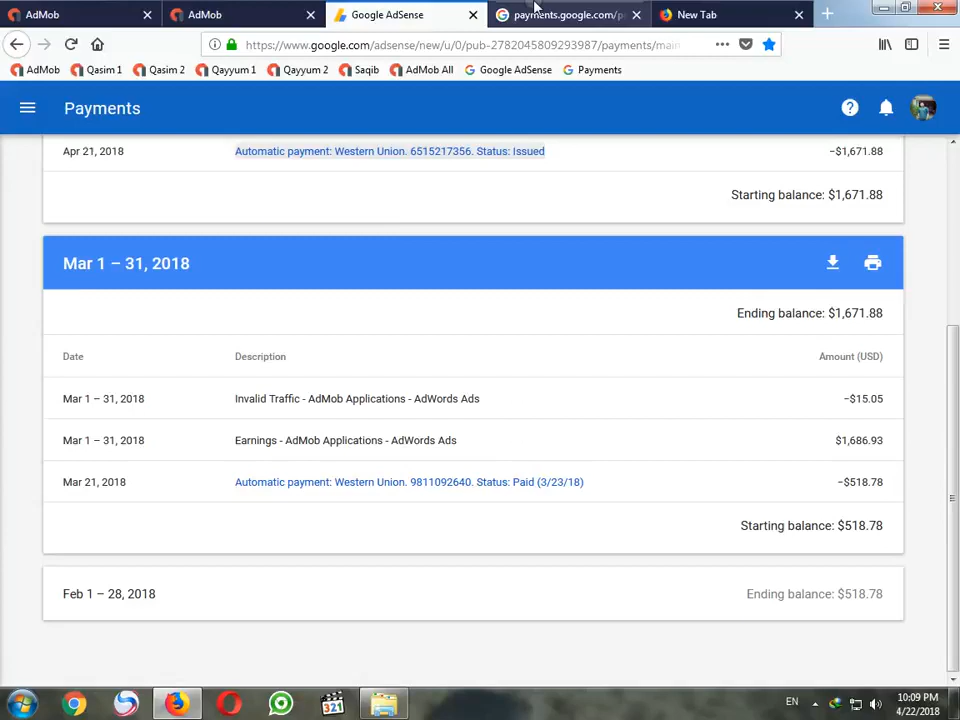 AdMob
AdMob
Google AdSense
payments.google.com/p
New Tab
https://www.google.com/adsense/new/u/0/pub-2782045809293987/payments/main
AdMob Qasim 1 Qasim 2 Qayyum 1 Qayyum 2 Saqib AdMob All Google AdSense Payments
Payments
Apr 21, 2018 Automatic payment: Western Union. 6515217356. Status: Issued −$1,671.88
Starting balance: $1,671.88
Mar 1 – 31, 2018
Ending balance: $1,671.88
Date Description Amount (USD)
Mar 1 – 31, 2018 Invalid Traffic - AdMob Applications - AdWords Ads −$15.05
Mar 1 – 31, 2018 Earnings - AdMob Applications - AdWords Ads $1,686.93
Mar 21, 2018 Automatic payment: Western Union. 9811092640. Status: Paid (3/23/18) −$518.78
Starting balance: $518.78
Feb 1 – 28, 2018 Ending balance: $518.78
321
EN
10:09 PM
4/22/2018